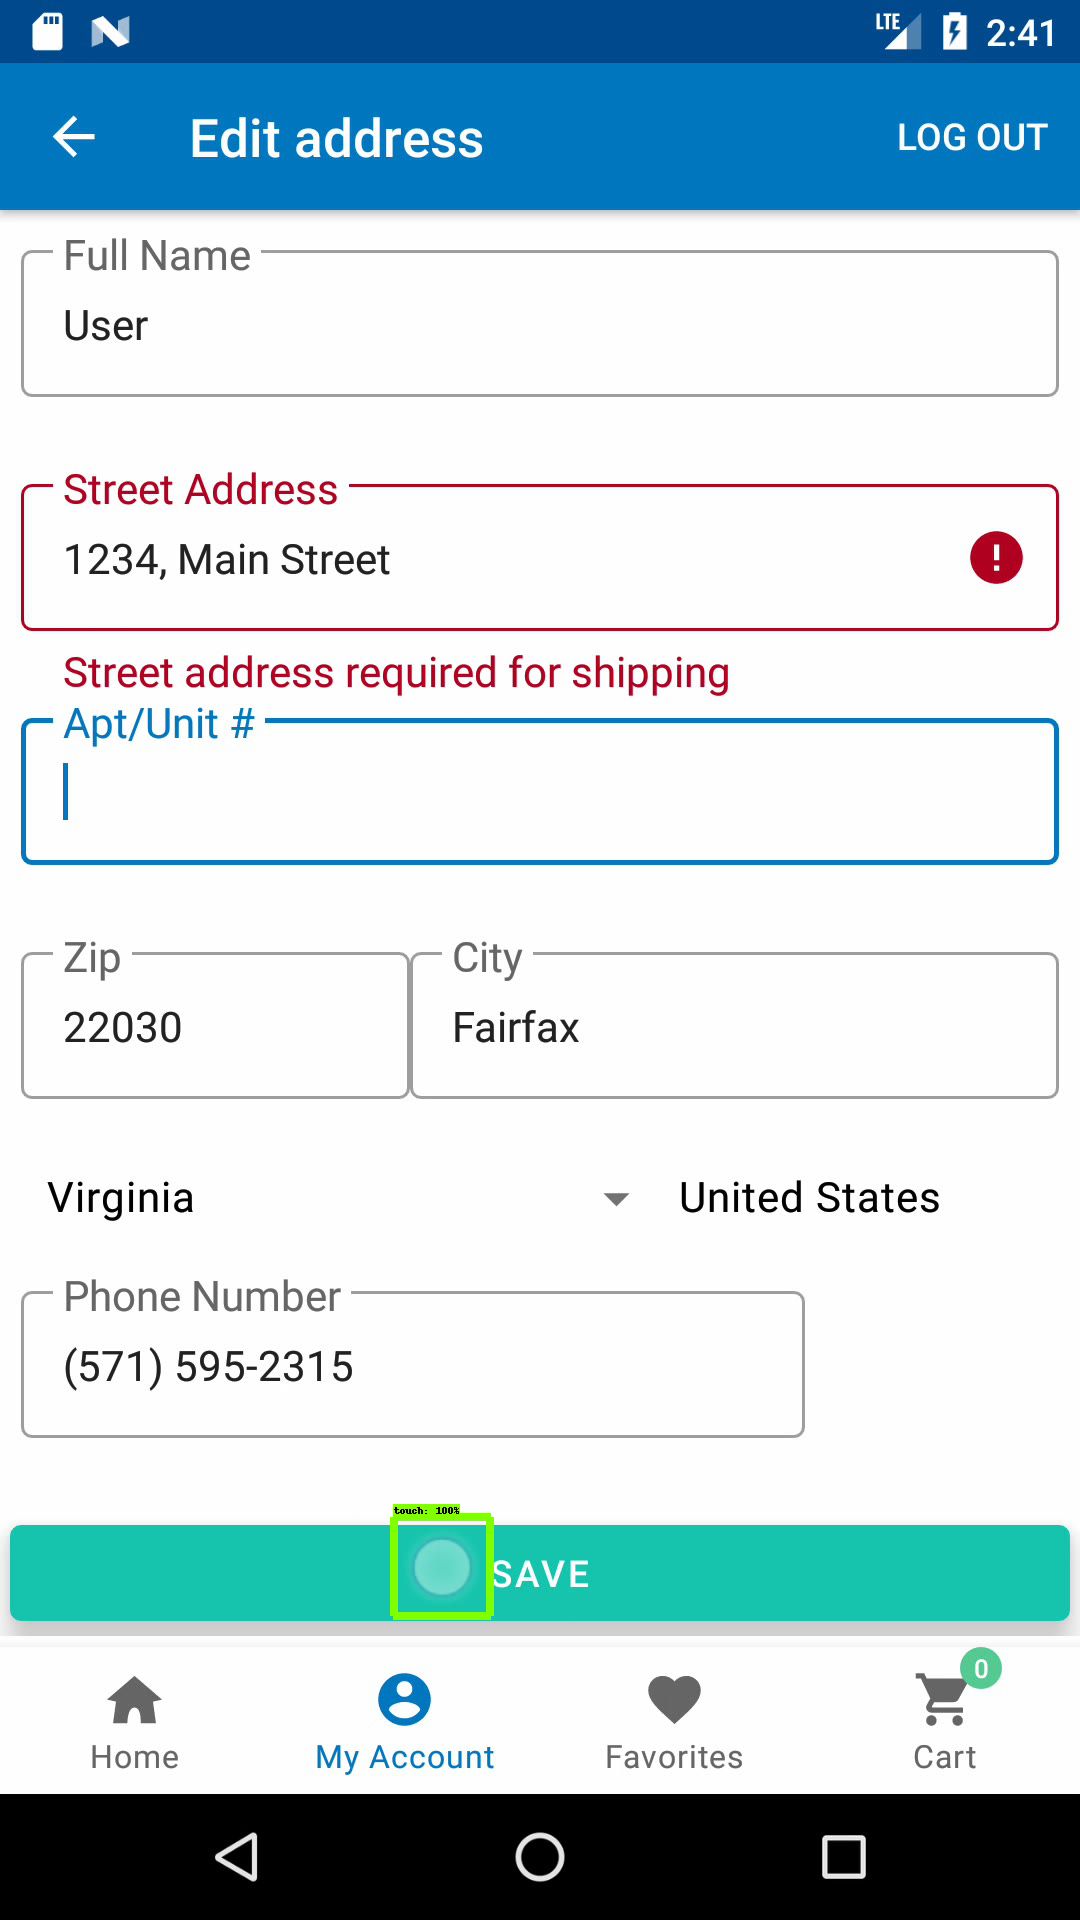 LTE 2:41
Edit address LOG OUT
Full Name
User
Street Address
1234, Main Street
Street address required for shipping
Apt/Unit #
Zip City
22030 Fairfax
Virginia United States
Phone Number
(571) 595-2315
touch: 100%
SAVE
0
Home My Account Favorites Cart